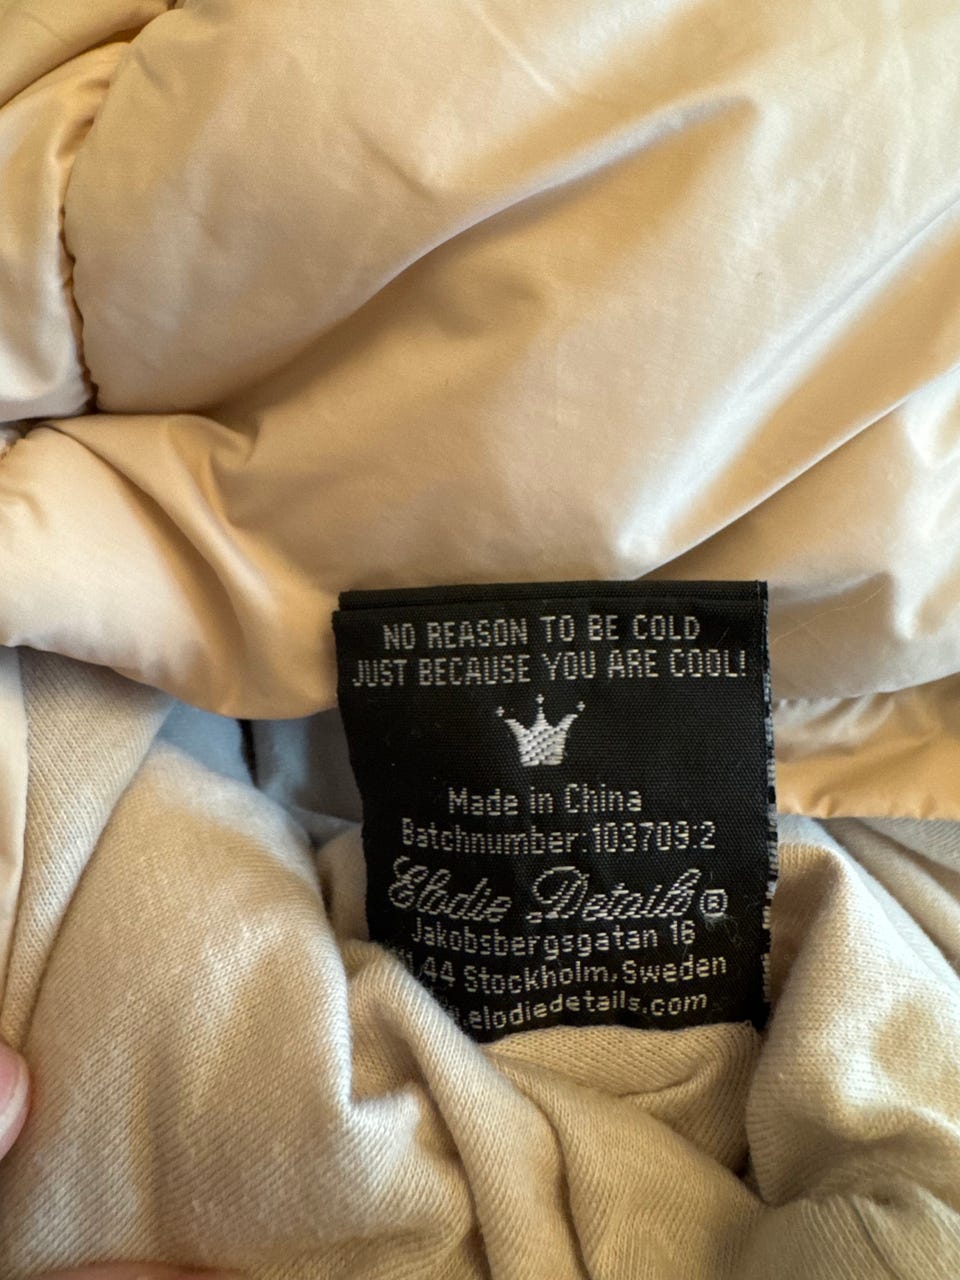 NO REASON TO BE COLD
JUST BECAUSE YOU ARE COOL!
Made in China
Batchnumber:103709:2
Elodie Details®
Jakobsbergsgatan 16
44 Stockholm, Sweden
.elodiedetails.com